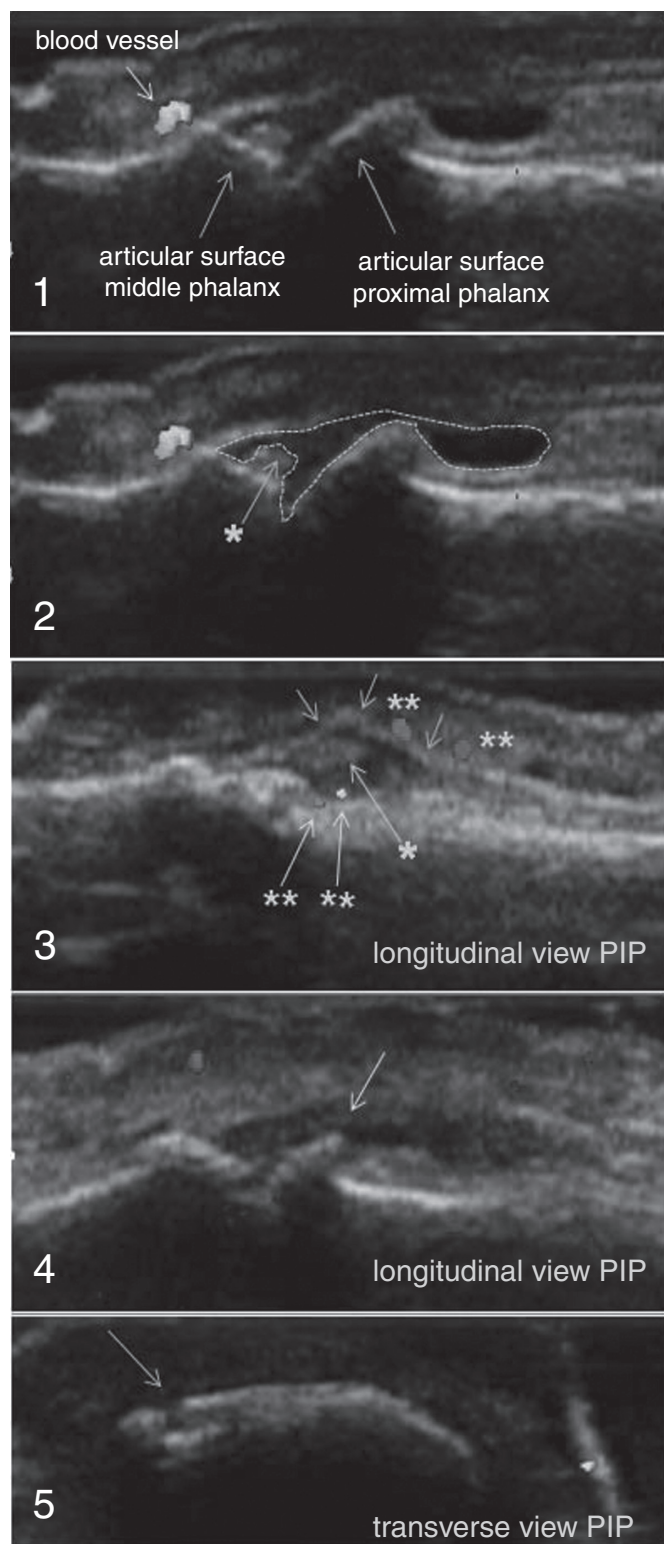 blood vessel
articular surface
middle phalanx
articular surface
proximal phalanx
1
*
2
**
**
*
** **
longitudinal view PIP
3
longitudinal view PIP
4
5
transverse view PIP